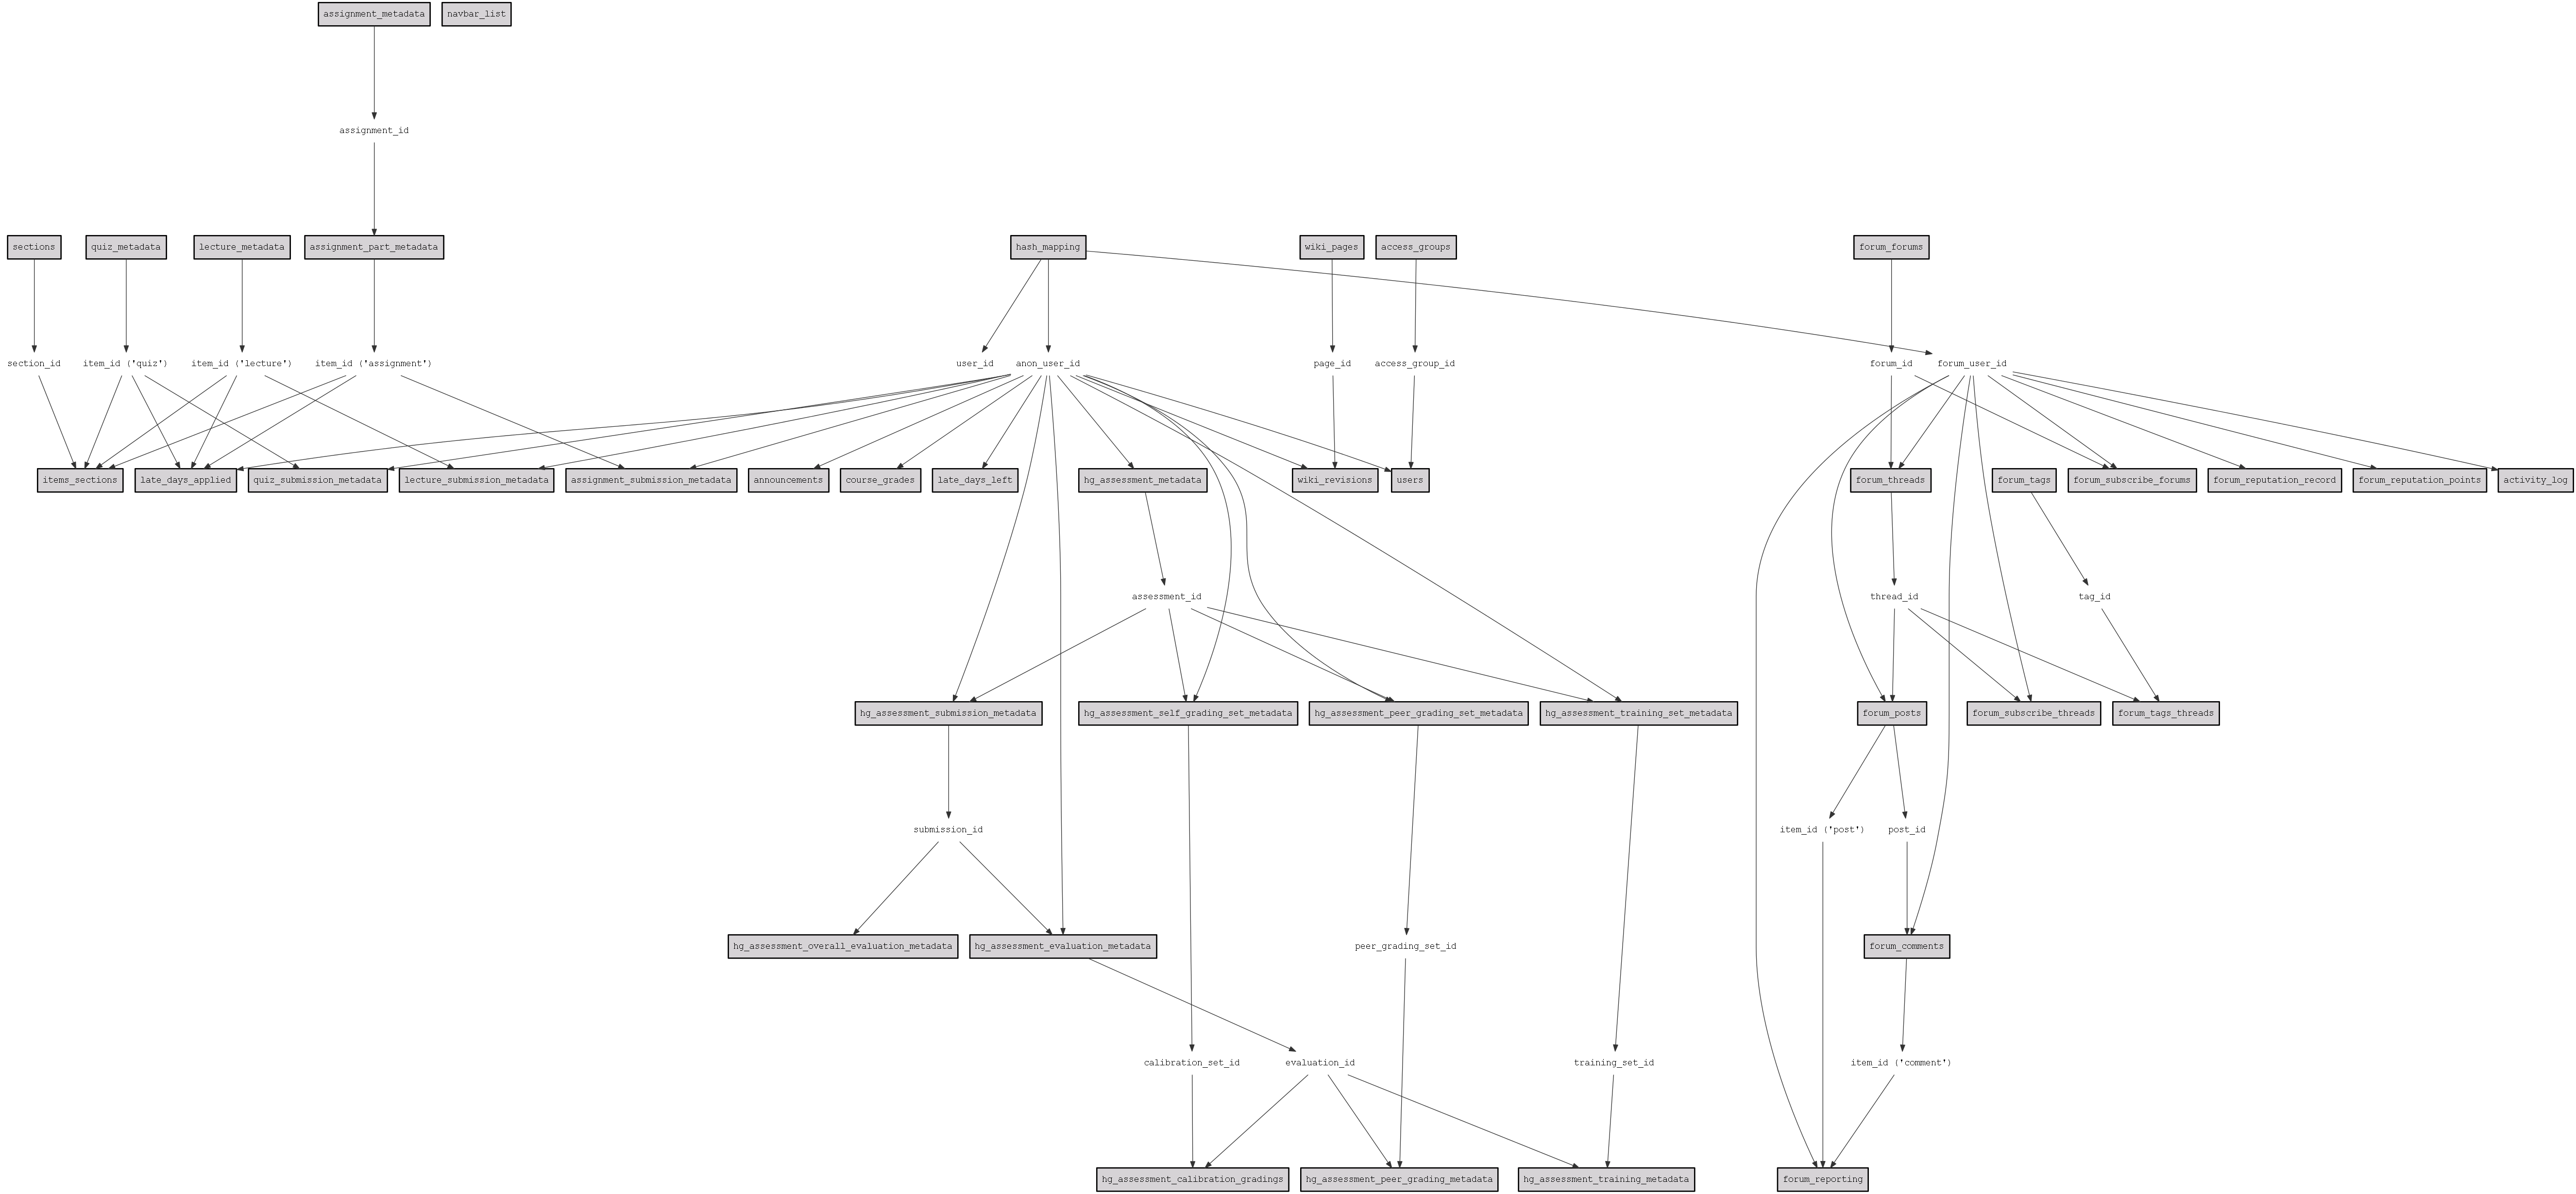 assignment_metadata
navbar_list
assignment_id
sections
quiz_metadata
lecture_metadata
assignment_part_metadata
hash_mapping
wiki_pages
access_groups
forum_forums
section_id
item_id ('quiz')
item_id ('lecture')
item_id ('assignment')
user_id
anon_user_id
page_id
access_group_id
forum_id
forum_user_id
items_sections
late_days_applied
quiz_submission_metadata
lecture_submission_metadata
assignment_submission_metadata
announcements
course_grades
late_days_left
hg_assessment_metadata
wiki_revisions
users
forum_threads
forum_tags
forum_subscribe_forums
forum_reputation_record
forum_reputation_points
activity_log
assessment_id
thread_id
tag_id
hg_assessment_submission_metadata
hg_assessment_self_grading_set_metadata
hg_assessment_peer_grading_set_metadata
hg_assessment_training_set_metadata
forum_posts
forum_subscribe_threads
forum_tags_threads
submission_id
item_id ('post')
post_id
hg_assessment_overall_evaluation_metadata
hg_assessment_evaluation_metadata
peer_grading_set_id
forum_comments
calibration_set_id
evaluation_id
training_set_id
item_id ('comment')
hg_assessment_calibration_gradings
hg_assessment_peer_grading_metadata
hg_assessment_training_metadata
forum_reporting